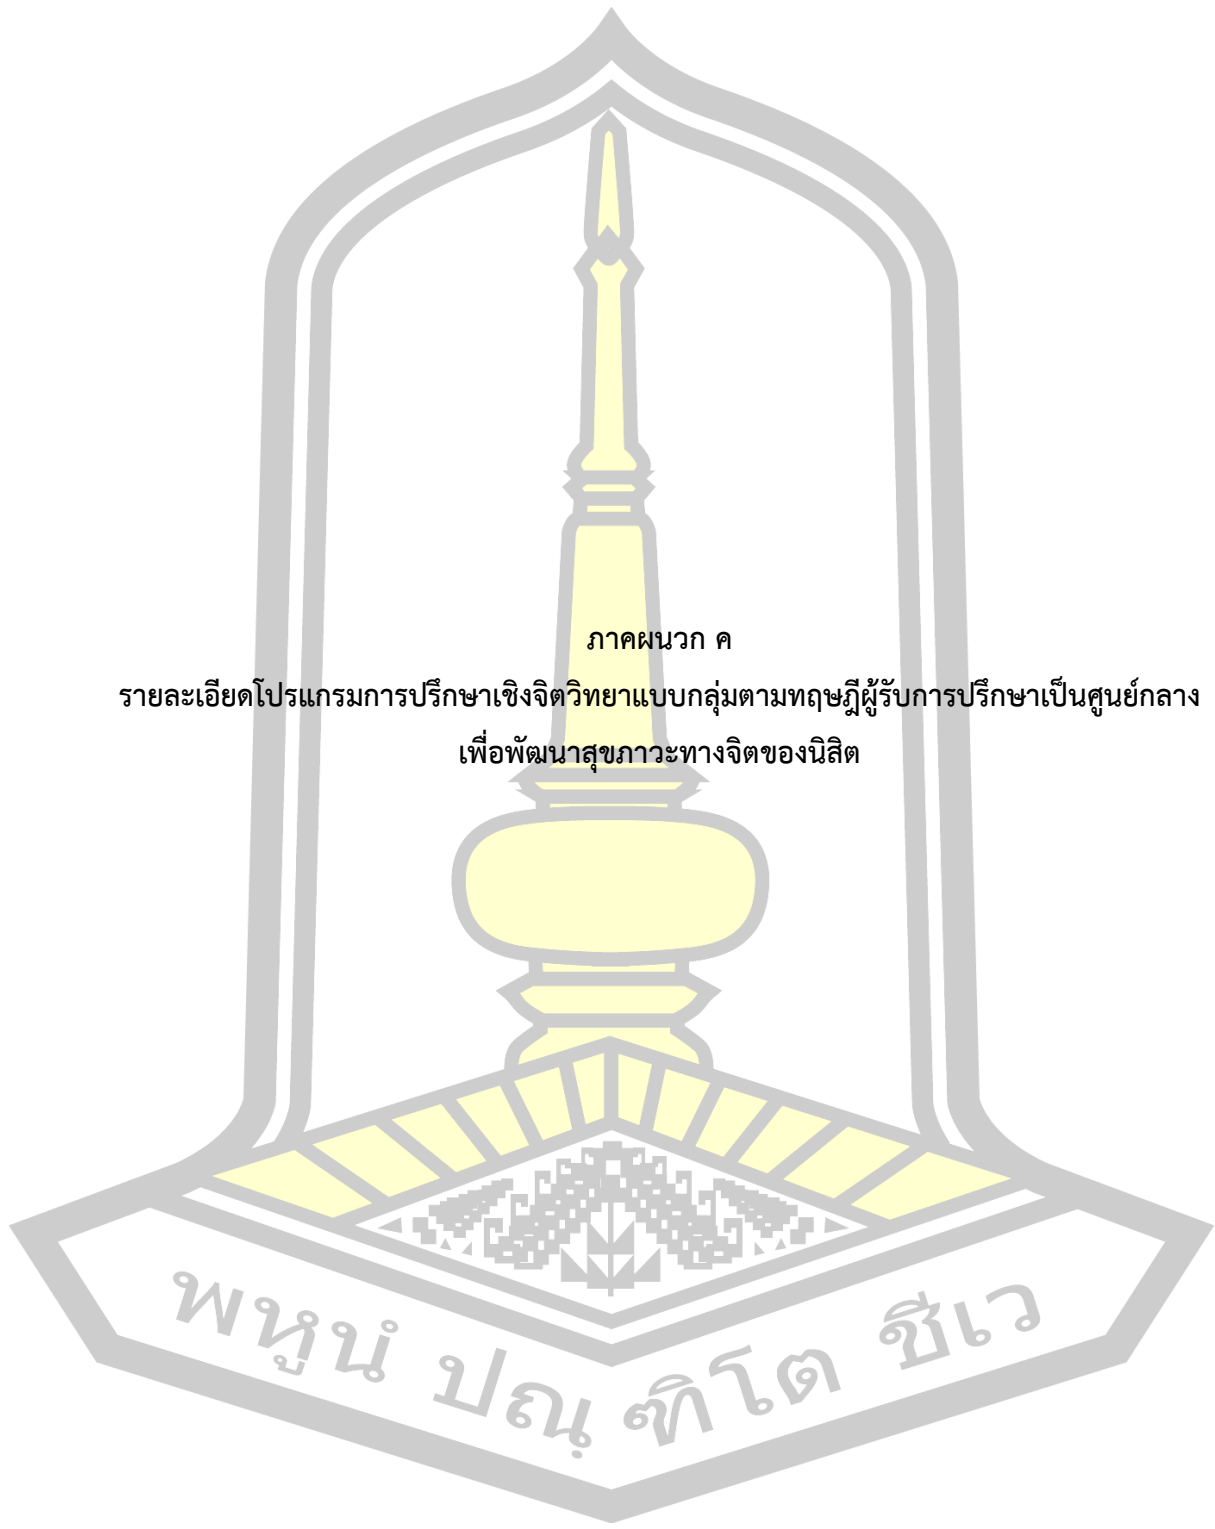 ภาคผนวก ค
รายละเอียดโปรแกรมการปรึกษาเชิงจิตวิทยาแบบกลุ่มตามทฤษฎีผู้รับการปรึกษาเป็นศูนย์กลาง
เพื่อพัฒนาสุขภาวะทางจิตของนิสิต
พหูนํ ปณฺ ฑิโต ชีเว